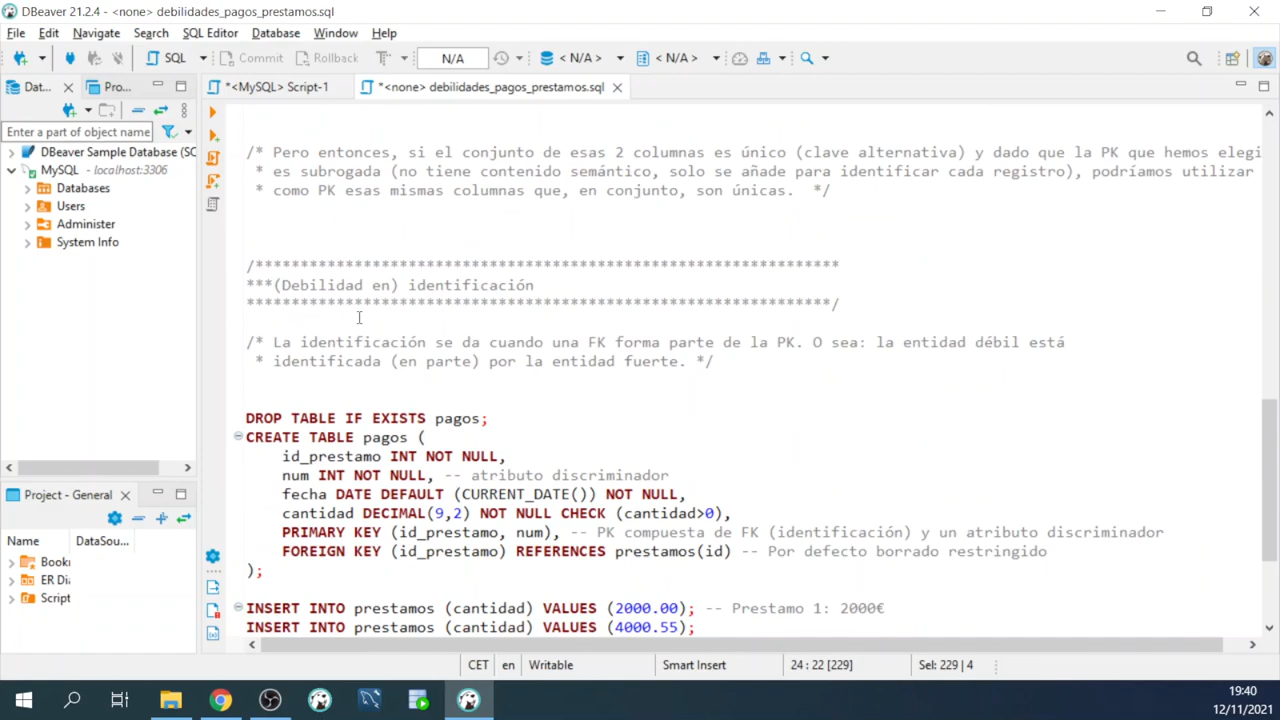 DBeaver 21.2.4 - <none> debilidades_pagos_prestamos.sql
File Edit Navigate Search SQL Editor Database Window Help
SQL Commit Rollback N/A < N/A > < N/A >
Dat... Pro... *<MySQL> Script-1 *<none> debilidades_pagos_prestamos.sql
Enter a part of object name
DBeaver Sample Database (SC
MySQL - localhost:3306
Databases
Users
Administer
System Info
/* Pero entonces, si el conjunto de esas 2 columnas es único (clave alternativa) y dado que la PK que hemos elegi
* es subrogada (no tiene contenido semántico, solo se añade para identificar cada registro), podríamos utilizar
* como PK esas mismas columnas que, en conjunto, son únicas. */
/*****************************************************************
***(Debilidad en) identificación
*****************************************************************/
/* La identificación se da cuando una FK forma parte de la PK. O sea: la entidad débil está
* identificada (en parte) por la entidad fuerte. */
DROP TABLE IF EXISTS pagos;
CREATE TABLE pagos (
id_prestamo INT NOT NULL,
num INT NOT NULL, -- atributo discriminador
fecha DATE DEFAULT (CURRENT_DATE()) NOT NULL,
cantidad DECIMAL(9,2) NOT NULL CHECK (cantidad>0),
PRIMARY KEY (id_prestamo, num), -- PK compuesta de FK (identificación) y un atributo discriminador
FOREIGN KEY (id_prestamo) REFERENCES prestamos(id) -- Por defecto borrado restringido
);
INSERT INTO prestamos (cantidad) VALUES (2000.00); -- Prestamo 1: 2000€
INSERT INTO prestamos (cantidad) VALUES (4000.55);
Project - General
Name DataSou...
Bookı
ER Di
Script
CET en Writable Smart Insert 24 : 22 [229] Sel: 229 | 4
19:40
12/11/2021